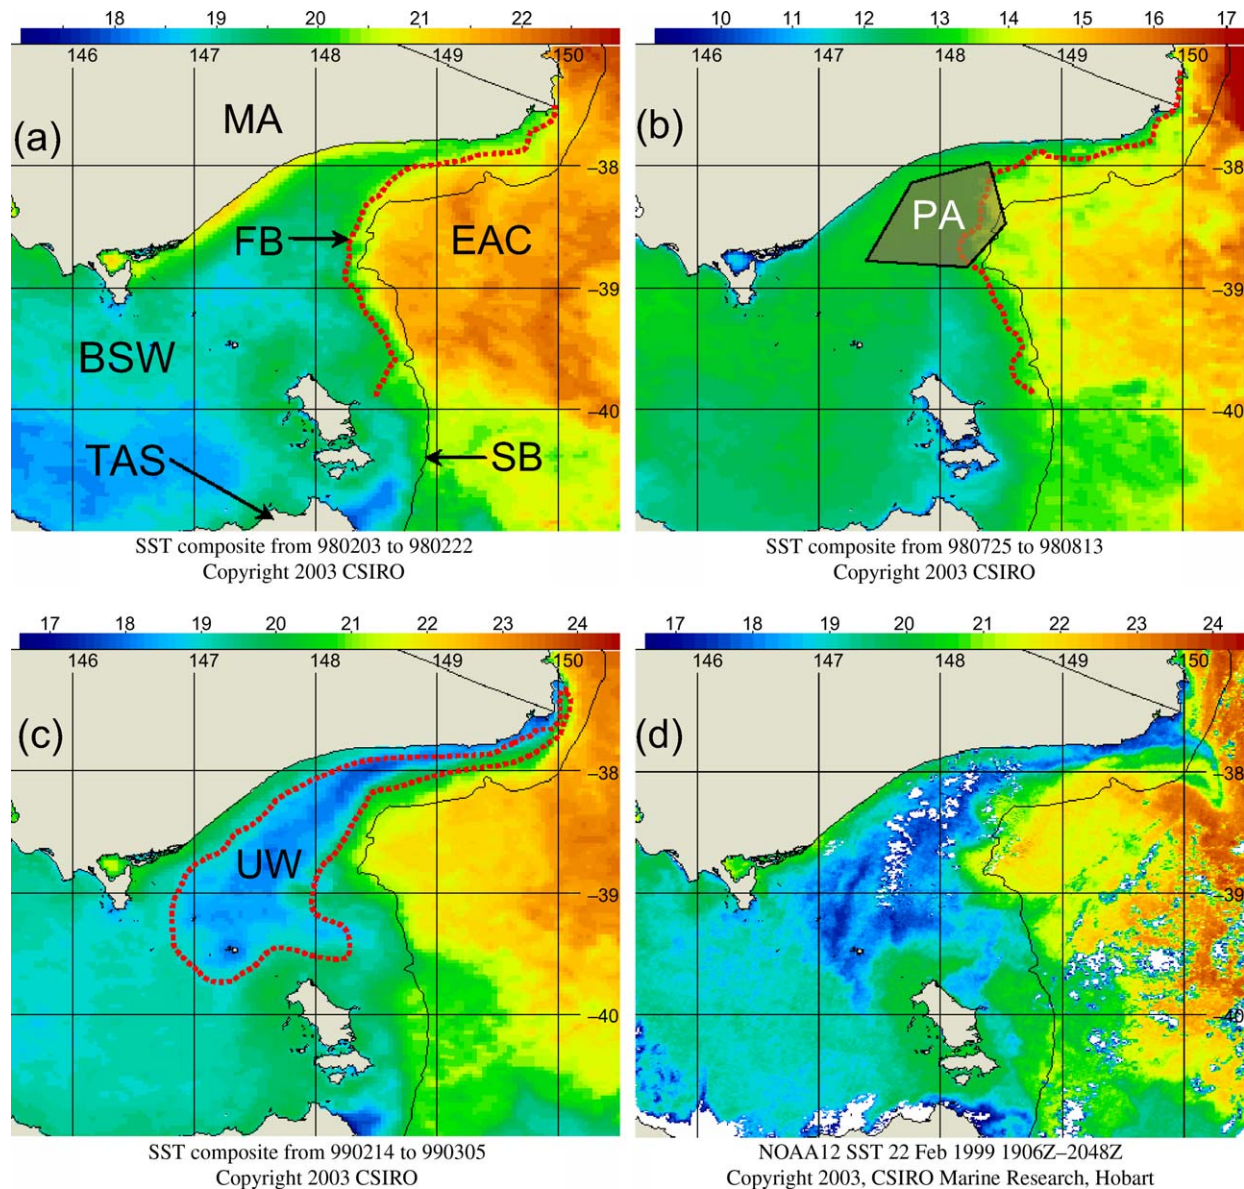 18 19 20 21 22
146 147 148 149 150
(a)
MA
–38
FB EAC
–39
BSW
–40
TAS SB
SST composite from 980203 to 980222
Copyright 2003 CSIRO
10 11 12 13 14 15 16 17
146 147 148 149 150
(b)
–38
PA
–39
–40
SST composite from 980725 to 980813
Copyright 2003 CSIRO
17 18 19 20 21 22 23 24
146 147 148 149 150
(c)
–38
UW
–39
–40
SST composite from 990214 to 990305
Copyright 2003 CSIRO
17 18 19 20 21 22 23 24
146 147 148 149 150
(d)
–38
–39
–40
NOAA12 SST 22 Feb 1999 1906Z–2048Z
Copyright 2003, CSIRO Marine Research, Hobart